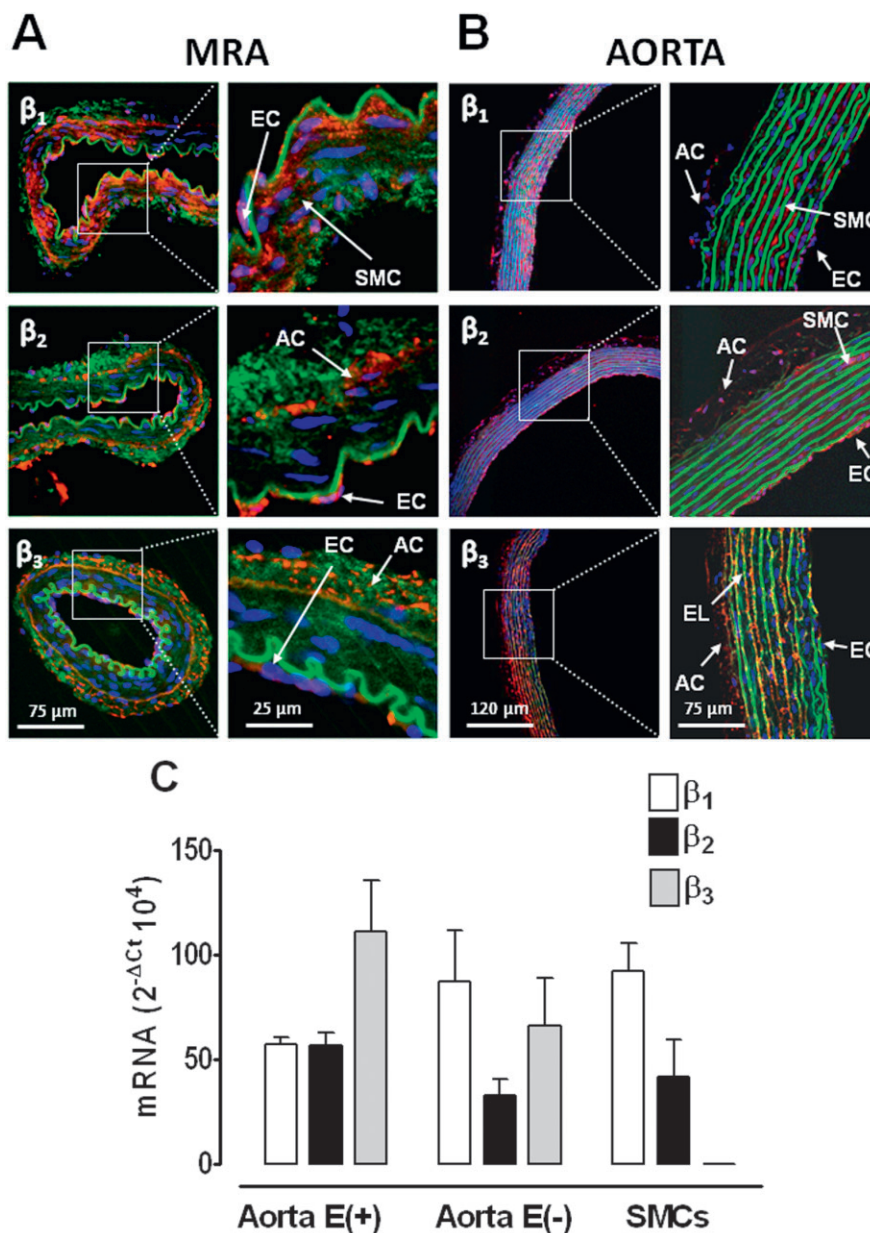 A
MRA
B
AORTA
β1
EC
SMC
β1
AC
SMC
EC
β2
AC
EC
β2
SMC
AC
EC
β3
75 µm
EC
AC
25 µm
β3
120 µm
EL
EC
AC
75 µm
C
β1
β2
β3
mRNA (2-ΔCt 104)
150
100
50
0
Aorta E(+)
Aorta E(-)
SMCs